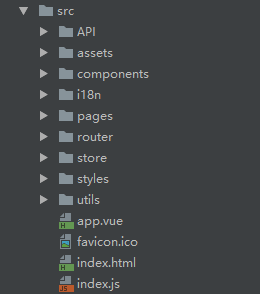 src
API
assets
components
i18n
pages
router
store
styles
utils
app.vue
favicon.ico
index.html
index.js